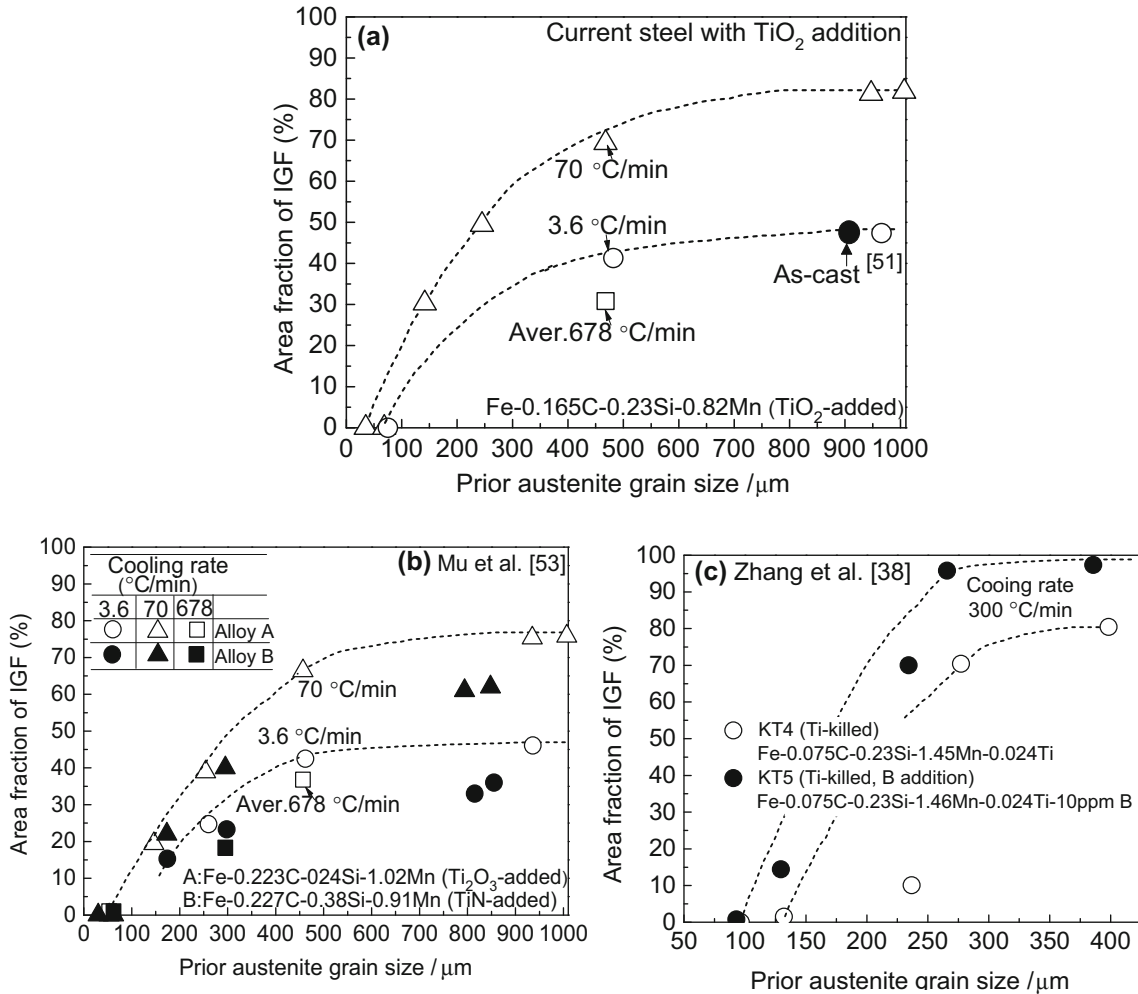 (a) Current steel with TiO2 addition
100
90
80
70
60
50
40
30
20
10
0
Area fraction of IGF (%)
70 °C/min
3.6 °C/min
As-cast [51]
Aver.678 °C/min
Fe-0.165C-0.23Si-0.82Mn (TiO2-added)
0 100 200 300 400 500 600 700 800 900 1000
Prior austenite grain size /μm
(b) Mu et al. [53]
Cooling rate
(°C/min)
3.6 70 678
Alloy A
Alloy B
100
90
80
70
60
50
40
30
20
10
0
Area fraction of IGF (%)
70 °C/min
3.6 °C/min
Aver.678 °C/min
A:Fe-0.223C-024Si-1.02Mn (Ti2O3-added)
B:Fe-0.227C-0.38Si-0.91Mn (TiN-added)
0 100 200 300 400 500 600 700 800 900 1000
Prior austenite grain size / μm
(c) Zhang et al. [38]
100
90
80
70
60
50
40
30
20
10
0
Area fraction of IGF (%)
Cooing rate
300 °C/min
KT4 (Ti-killed)
Fe-0.075C-0.23Si-1.45Mn-0.024Ti
KT5 (Ti-killed, B addition)
Fe-0.075C-0.23Si-1.46Mn-0.024Ti-10ppm B
50 100 150 200 250 300 350 400
Prior austenite grain size / μm